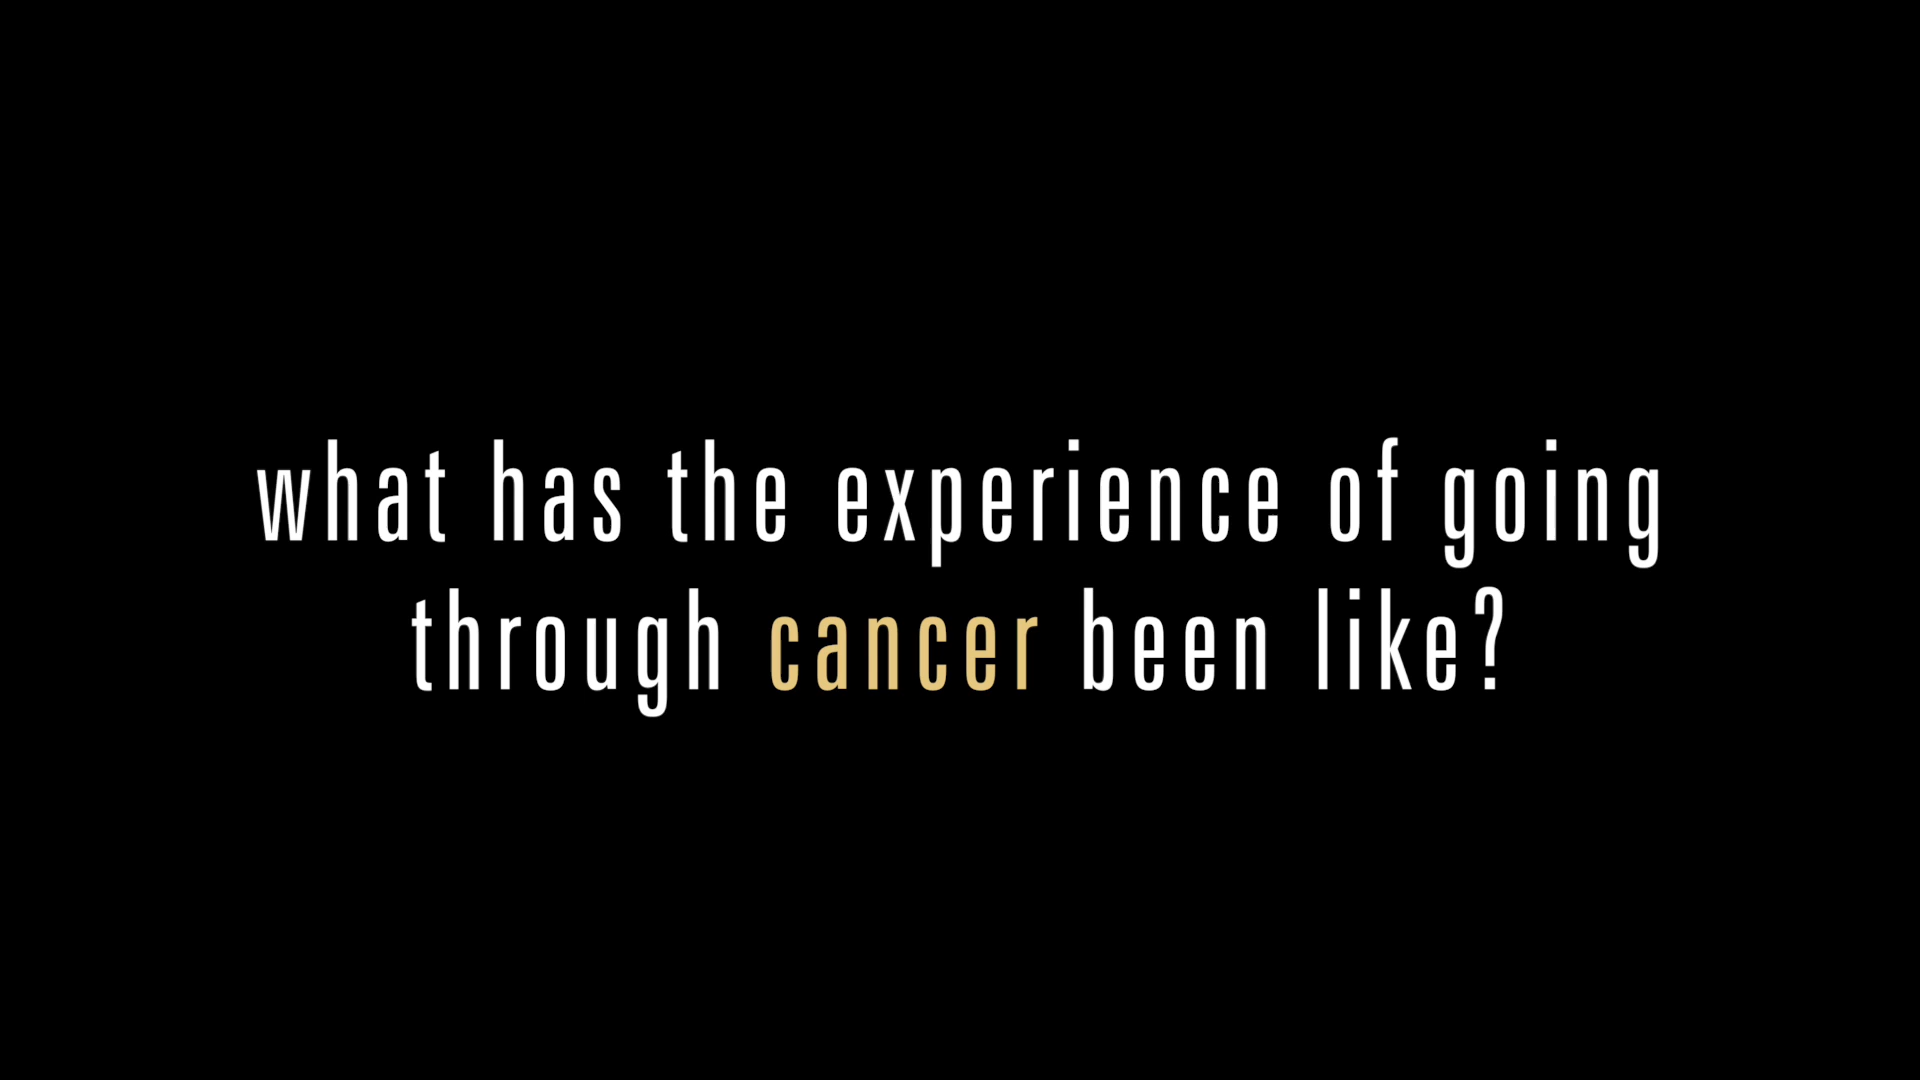 what has the experience of going
through cancer been like?